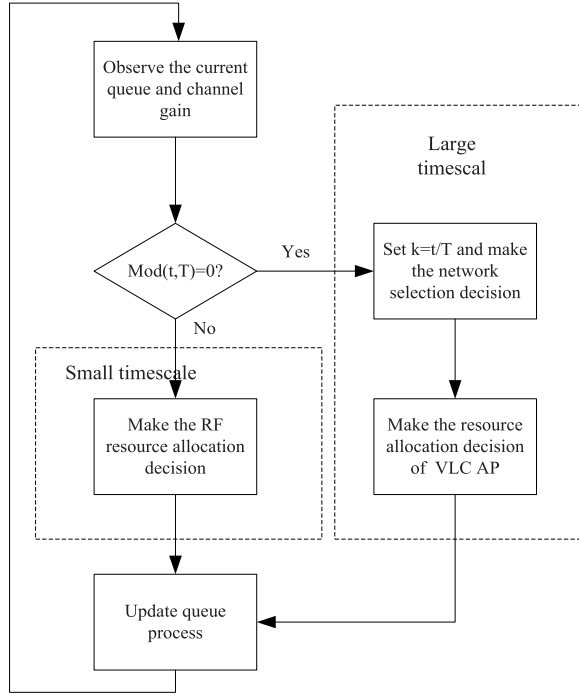 Observe the current
queue and channel
gain
Large
timescal
Mod(t,T)=0?
Yes
Set k=t/T and make
the network
selection decision
No
Small timescale
Make the RF
resource allocation
decision
Make the resource
allocation decision
of VLC AP
Update queue
process